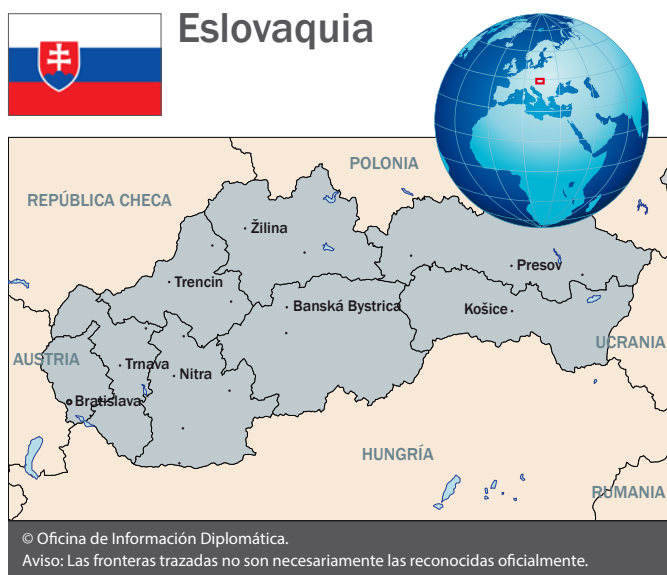 Eslovaquia
POLONIA
REPÚBLICA CHECA
Žilina
Presov
Trencin
Banská Bystrica
Košice
UCRANIA
AUSTRIA
Trnava
Nitra
Bratislava
HUNGRÍA
RUMANIA
© Oficina de Información Diplomática.
Aviso: Las fronteras trazadas no son necesariamente las reconocidas oficialmente.